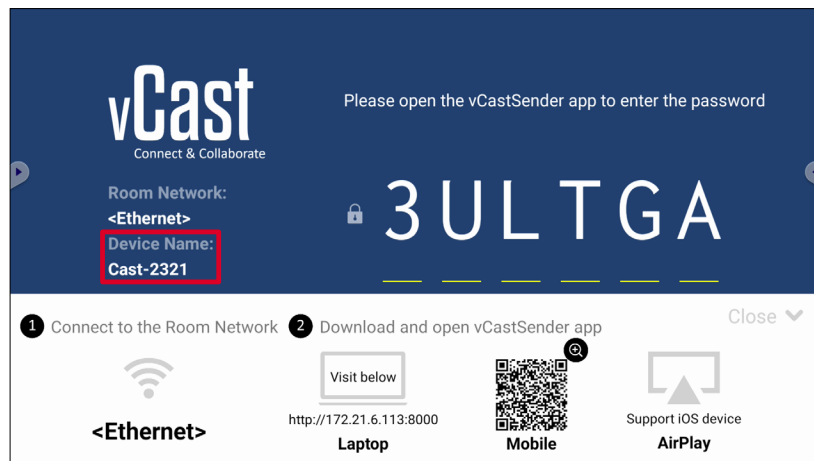 vCast
Connect & Collaborate
Please open the vCastSender app to enter the password
Room Network:
<Ethernet>
Device Name:
Cast-2321
3ULTGA
Close
1 Connect to the Room Network
2 Download and open vCastSender app
Visit below
http://172.21.6.113:8000
Laptop
Mobile
Support iOS device
AirPlay
<Ethernet>